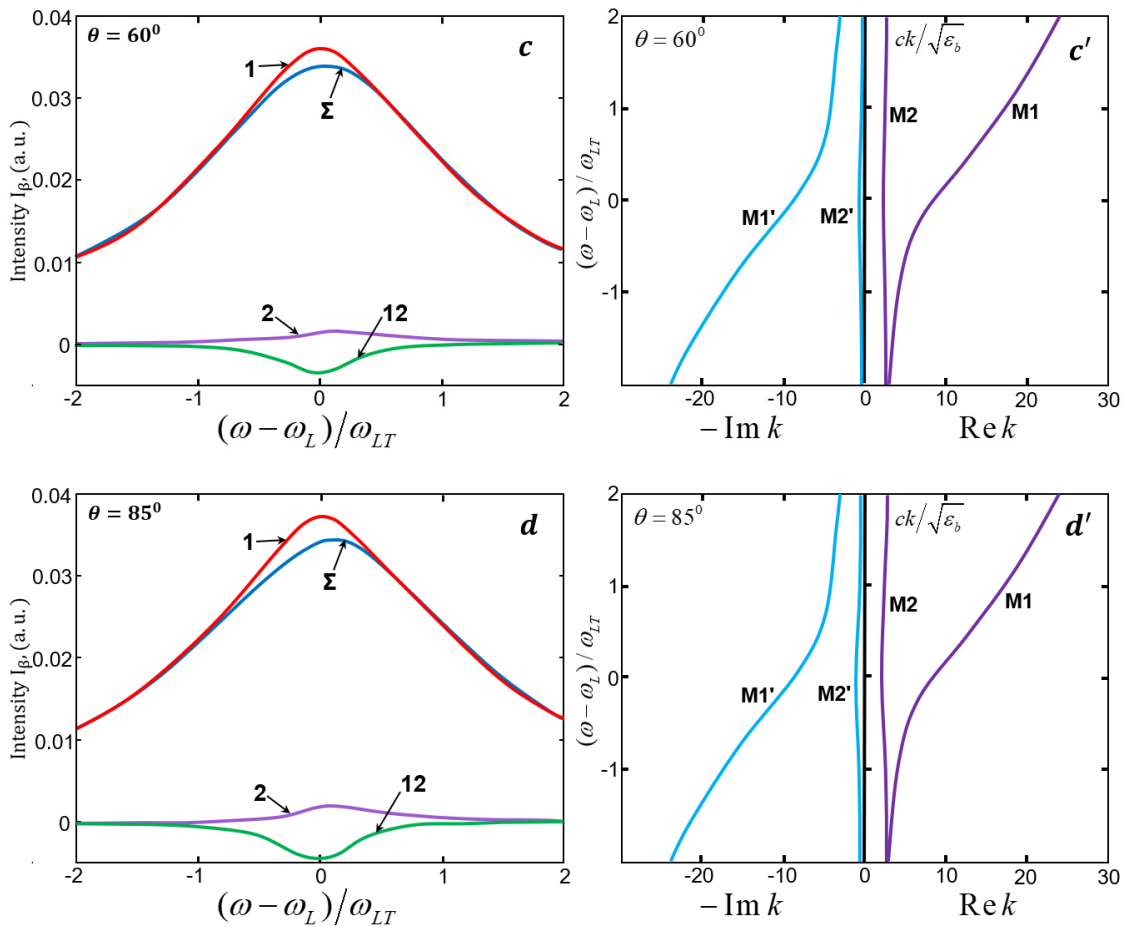 θ = 60⁰
c
1
Σ
2
12
Intensity Iᵦ, (a. u.)
0.04
0.03
0.02
0.01
0
-2
-1
0
1
2
(ω − ω_L)/ω_LT
θ = 60⁰
ck/√ε_b
c'
M2
M1
M1'
M2'
(ω−ω_L)/ω_LT
2
1
0
-1
-20
-10
0
10
20
30
−Im k
Re k
θ = 85⁰
d
1
Σ
2
12
Intensity Iᵦ, (a. u.)
0.04
0.03
0.02
0.01
0
-2
-1
0
1
2
(ω − ω_L)/ω_LT
θ = 85⁰
ck/√ε_b
d'
M2
M1
M1'
M2'
(ω−ω_L)/ω_LT
2
1
0
-1
-20
-10
0
10
20
30
−Im k
Re k